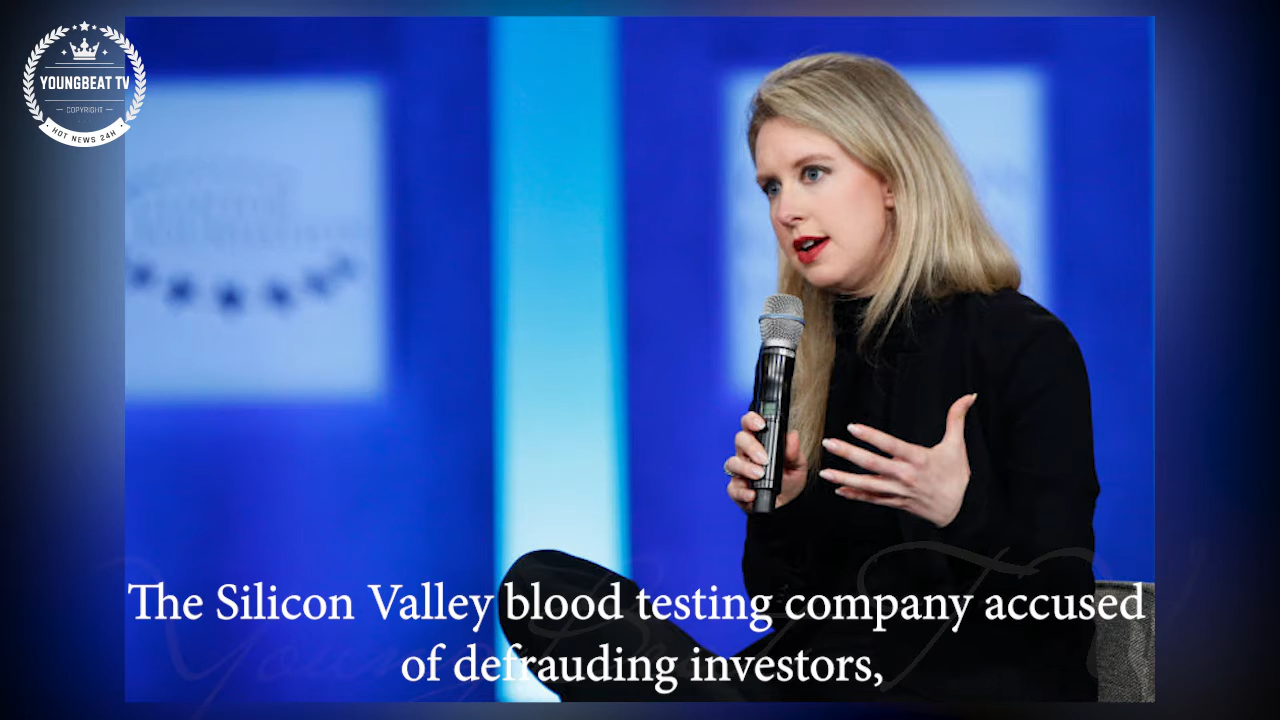 YOUNGBEAT TV
COPYRIGHT
HOT NEWS 24H
The Silicon Valley blood testing company accused
of defrauding investors,